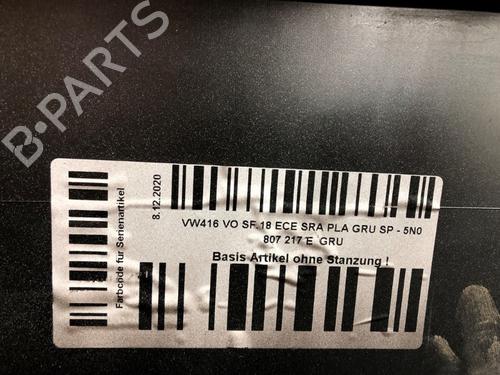 B-PARTS
Farbcode für Serienartikel
8.12.2020
VW416 VO SF.18 ECE SRA PLA GRU SP - 5N0
807 217 E GRU
Basis Artikel ohne Stanzung !